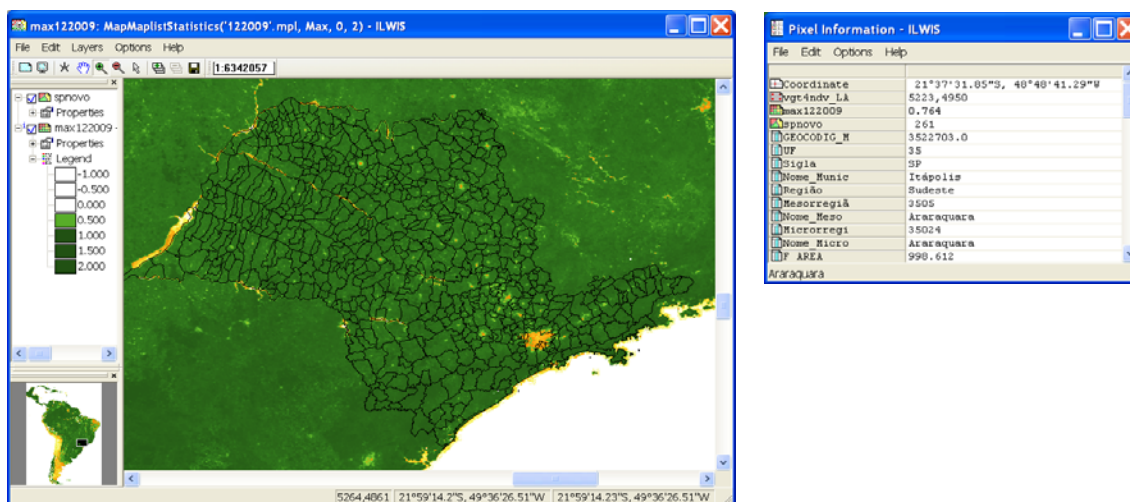 max122009: MapMaplistStatistics('122009'.mpl, Max, 0, 2) - ILWIS
File Edit Layers Options Help
1:6342057
spnovo
Properties
max122009 -
Properties
Legend
-1.000
-0.500
0.000
0.500
1.000
1.500
2.000
5264,4861 21°59'14.2"S, 49°36'26.51"W 21°59'14.23"S, 49°36'26.51"W
Pixel Information - ILWIS
File Edit Options Help
Coordinate 21°37'31.85"S, 48°48'41.29"W
vgt4ndv_LA 5223,4950
max122009 0.764
spnovo 261
GEOCODIG_M 3522703.0
UF 35
Sigla SP
Nome_Munic Itápolis
Região Sudeste
Mesorregiã 3505
Nome_Meso Araraquara
Microrregi 35024
Nome_Micro Araraquara
F AREA 998.612
Araraquara